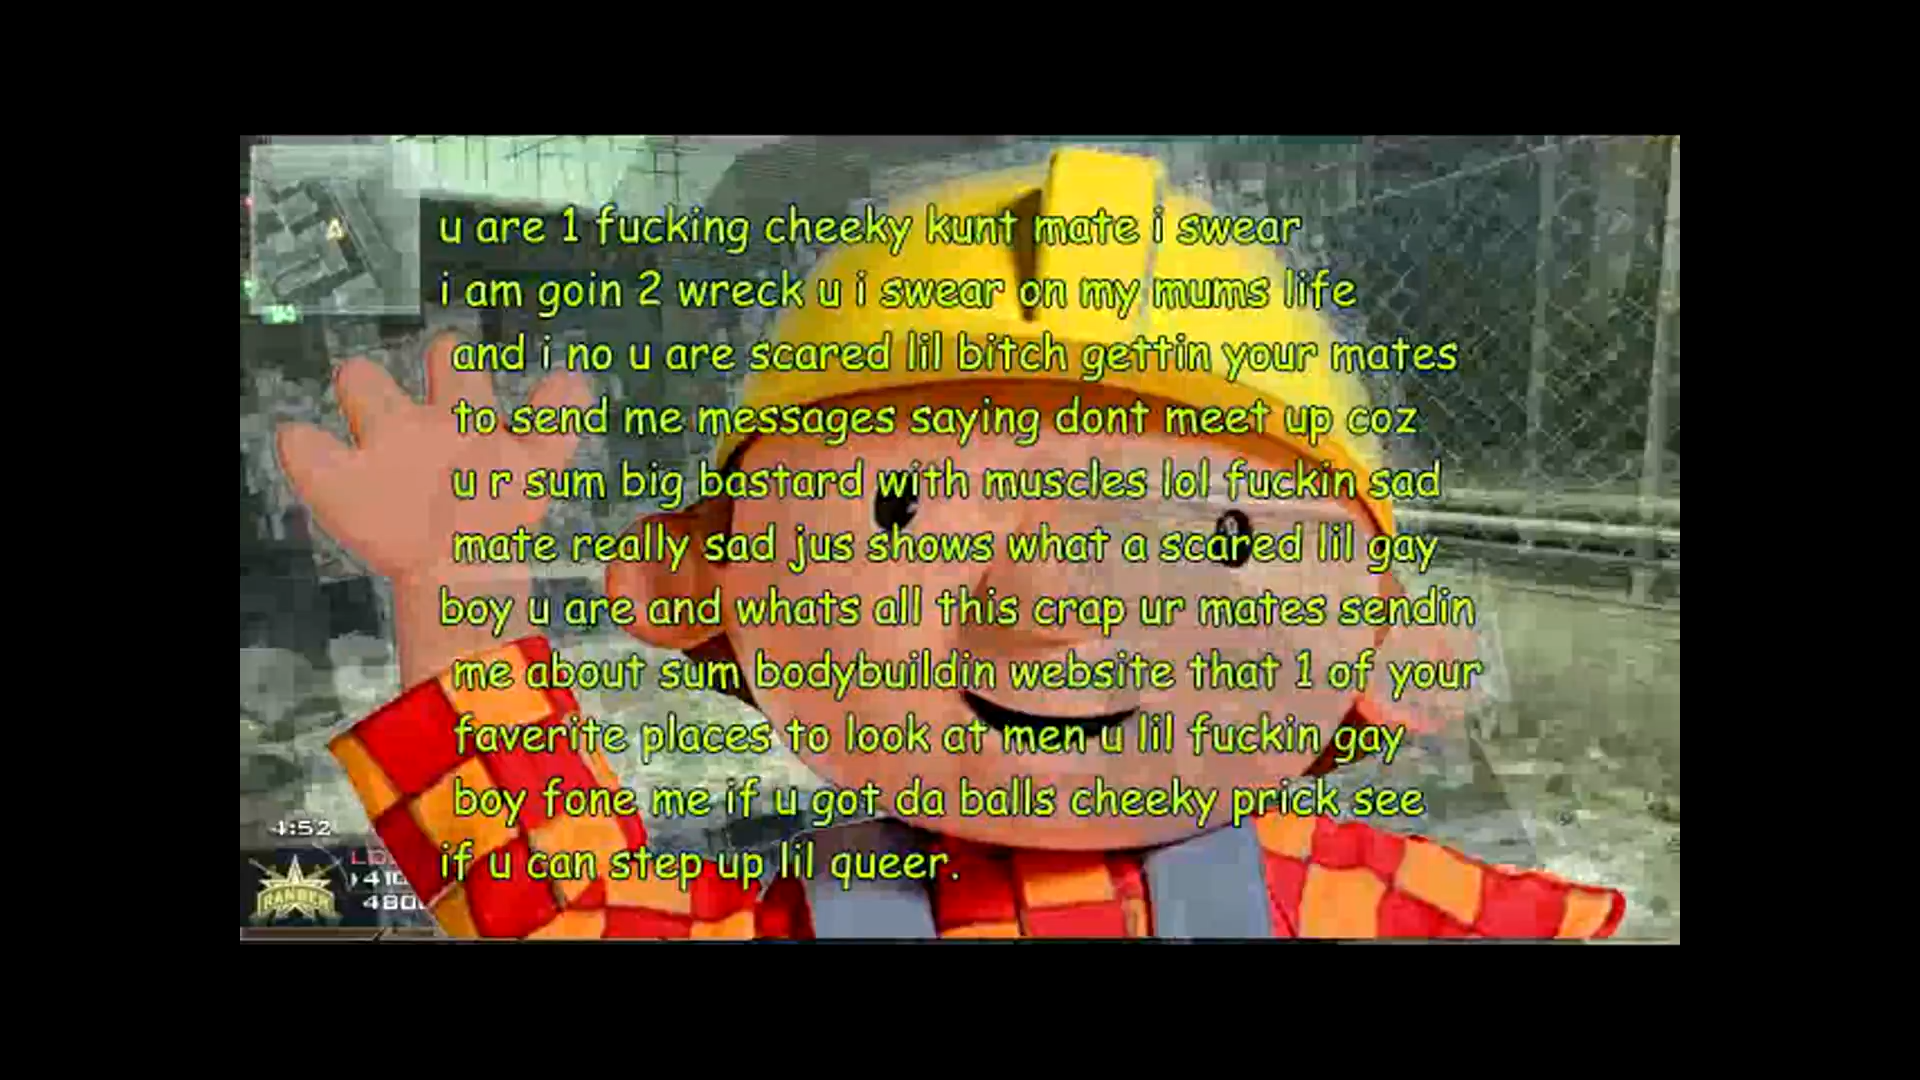 u are 1 fucking cheeky kunt mate i swear
i am goin 2 wreck u i swear on my mums life
and i no u are scared lil bitch gettin your mates
to send me messages saying dont meet up coz
u r sum big bastard with muscles lol fuckin sad
mate really sad jus shows what a scared lil gay
boy u are and whats all this crap ur mates sendin
me about sum bodybuildin website that 1 of your
faverite places to look at men u lil fuckin gay
boy fone me if u got da balls cheeky prick see
if u can step up lil queer.
4:52
RANGER